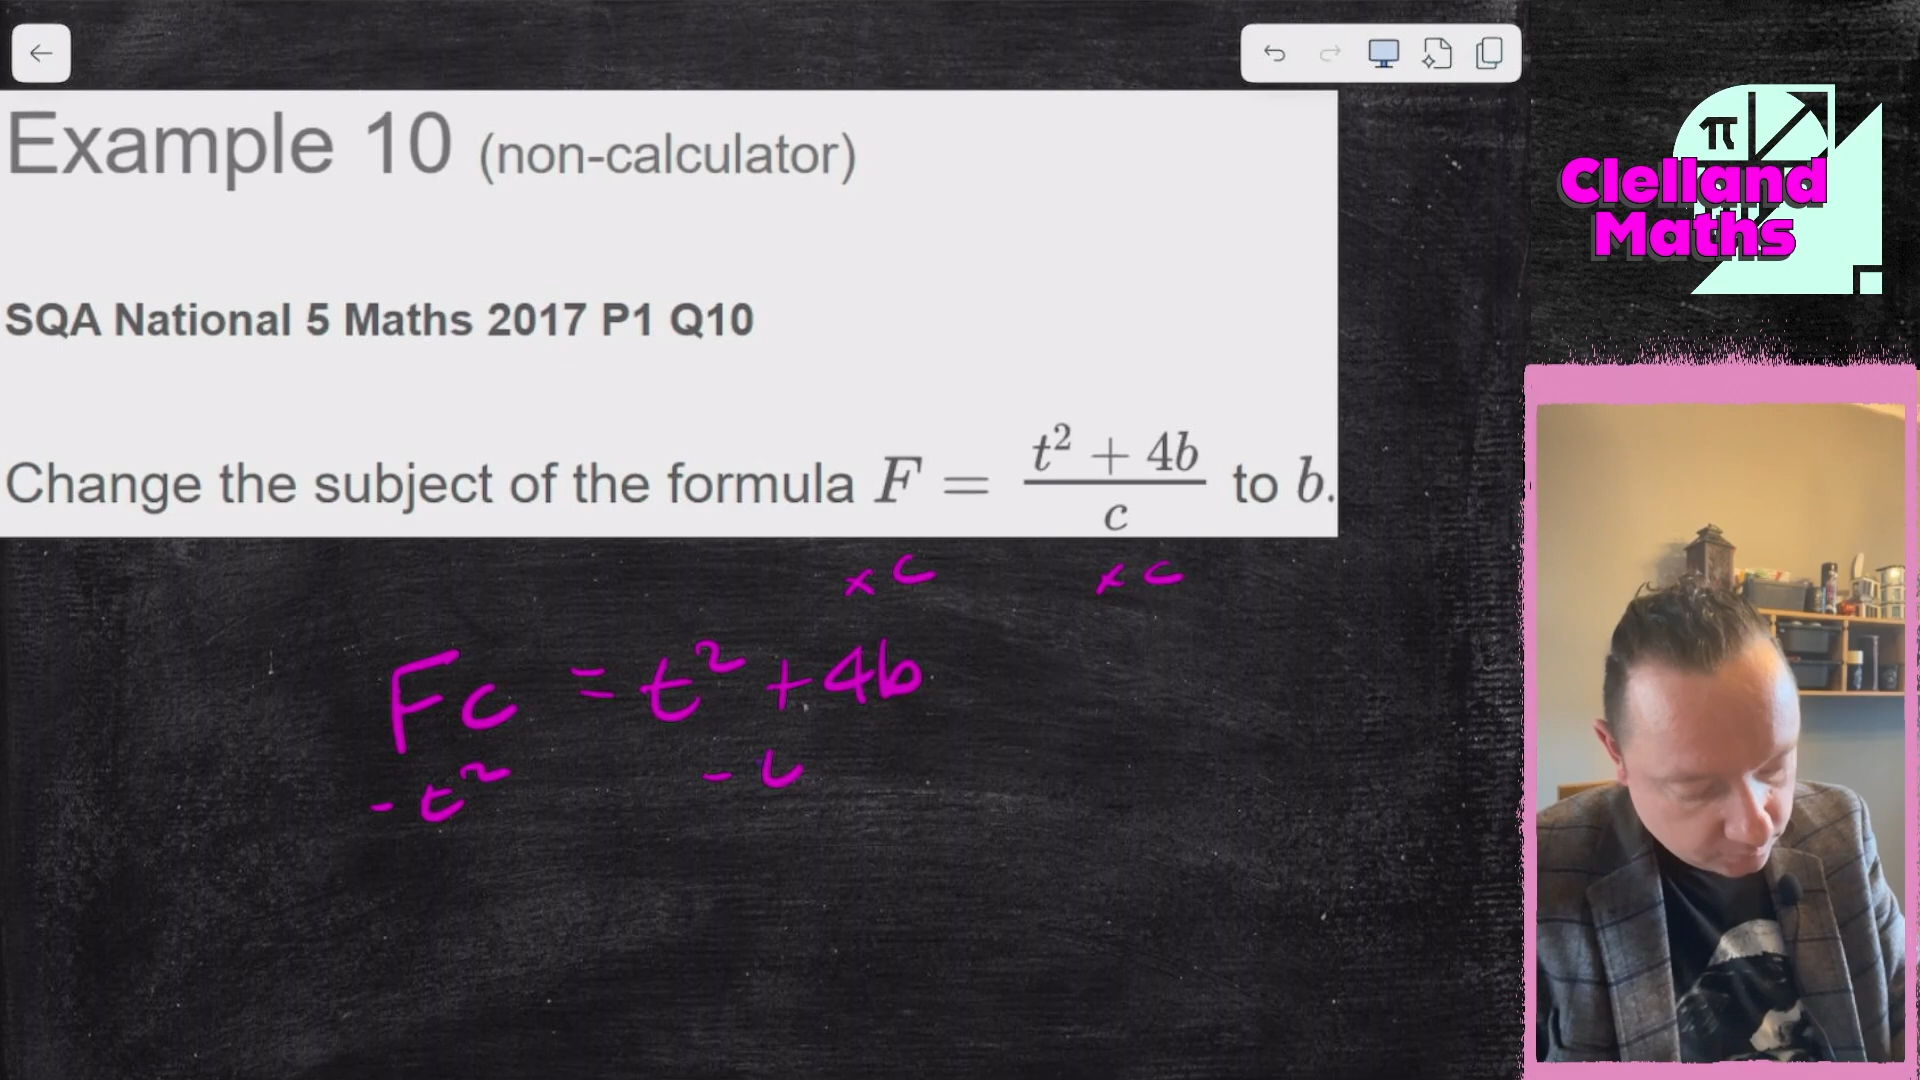 Example 10 (non-calculator)
π
Clelland
Maths
SQA National 5 Maths 2017 P1 Q10
Change the subject of the formula F = (t² + 4b)/c to b.
×c ×c
Fc = t² + 4b
-t² -t